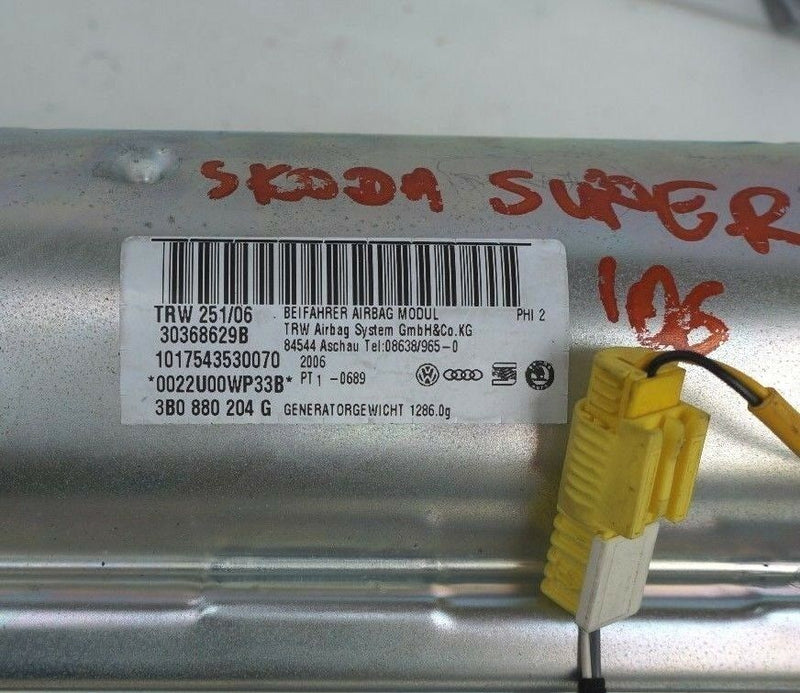 SKODA SUPER
106
TRW 251/06 BEIFAHRER AIRBAG MODUL PHI 2
30368629B TRW Airbag System GmbH&Co.KG
84544 Aschau Tel:08638/965-0
1017543530070 2006
*0022U00WP33B* PT1 -0689
3B0 880 204 G GENERATORGEWICHT 1286.0g